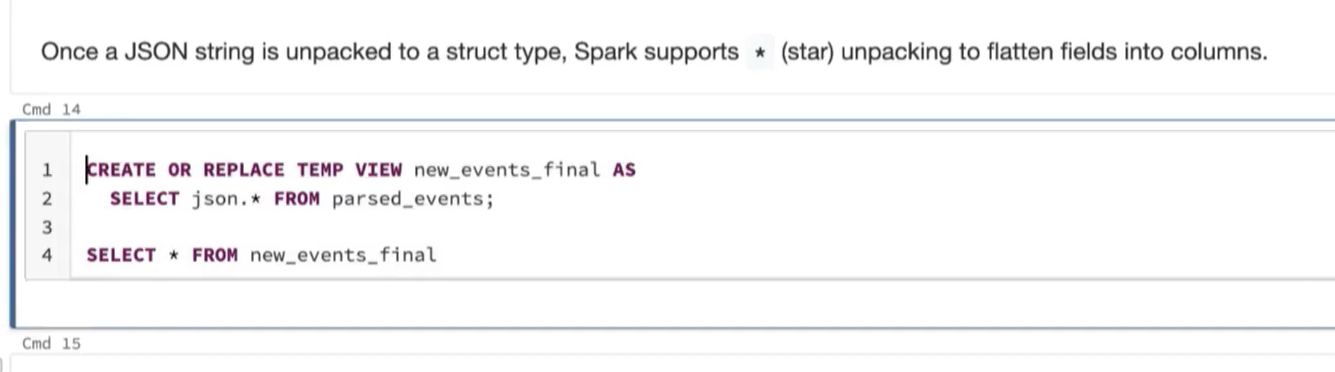 Once a JSON string is unpacked to a struct type, Spark supports * (star) unpacking to flatten fields into columns.
Cmd 14
1 CREATE OR REPLACE TEMP VIEW new_events_final AS
2 SELECT json.* FROM parsed_events;
3
4 SELECT * FROM new_events_final
Cmd 15